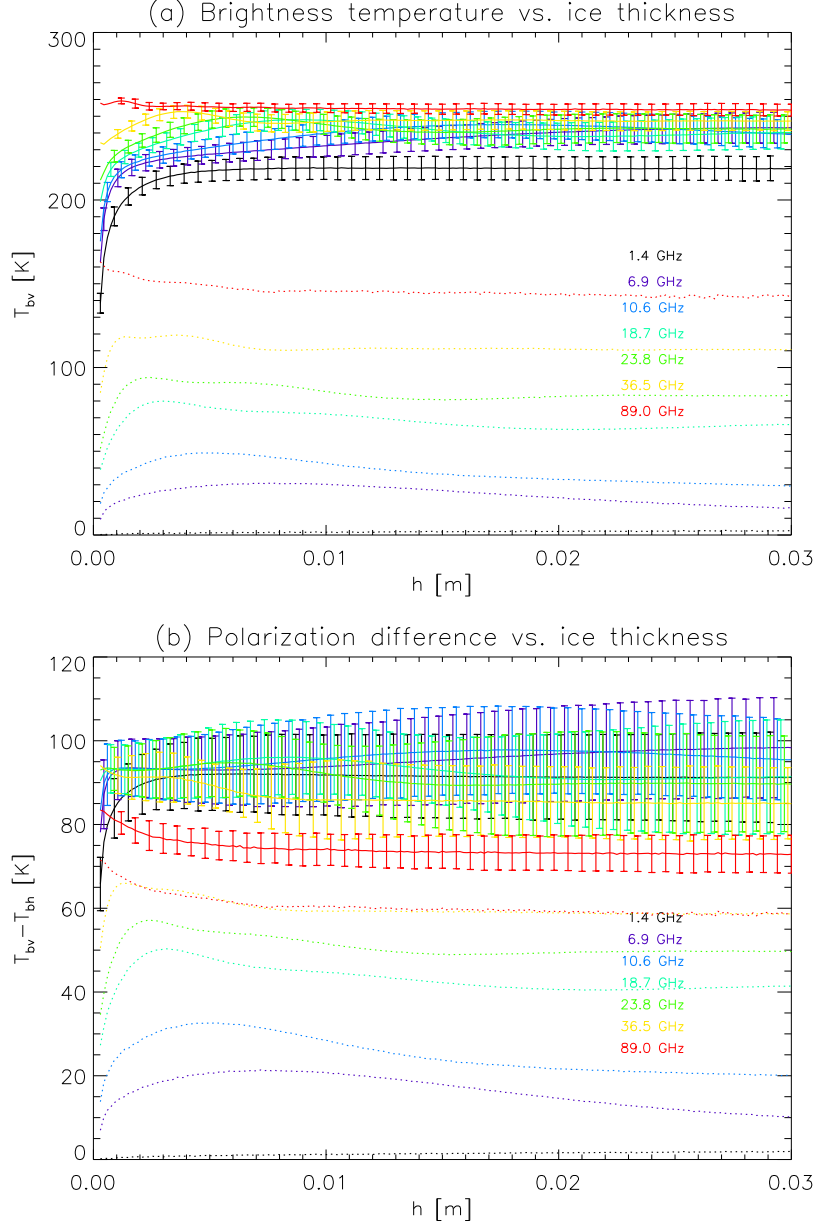 (a) Brightness temperature vs. ice thickness
300
200
100
0
T_bv [K]
1.4 GHz
6.9 GHz
10.6 GHz
18.7 GHz
23.8 GHz
36.5 GHz
89.0 GHz
0.00 0.01 0.02 0.03
h [m]
(b) Polarization difference vs. ice thickness
120
100
80
60
40
20
0
T_bv−T_bh [K]
1.4 GHz
6.9 GHz
10.6 GHz
18.7 GHz
23.8 GHz
36.5 GHz
89.0 GHz
0.00 0.01 0.02 0.03
h [m]